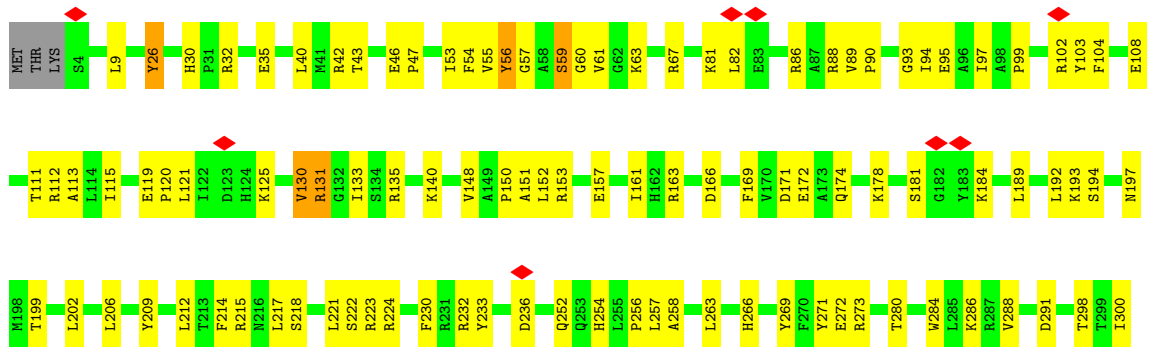 MET THR LYS S4 L9 Y26 H30 P31 R32 E35 L40 M41 R42 T43 E46 P47 I53 F54 V55 Y56 G57 A58 S59 G60 V61 G62 K63 R67 K81 L82 E83 R86 A87 R88 V89 P90 G93 I94 E95 A96 I97 A98 P99 R102 Y103 F104 E108
T111 R112 A113 L114 I115 E119 P120 L121 I122 D123 H124 K125 V130 R131 G132 I133 S134 R135 K140 V148 A149 P150 A151 L152 R153 E157 I161 H162 R163 D166 F169 V170 D171 E172 A173 Q174 K178 S181 G182 Y183 K184 L189 L192 K193 S194 N197
M198 T199 L202 L206 Y209 L212 T213 F214 R215 N216 L217 S218 L221 S222 R223 R224 F230 R231 R232 Y233 D236 Q252 Q253 H254 L255 P256 L257 A258 L263 H266 Y269 F270 Y271 E272 R273 T280 W284 L285 K286 R287 V288 D291 T298 T299 I300